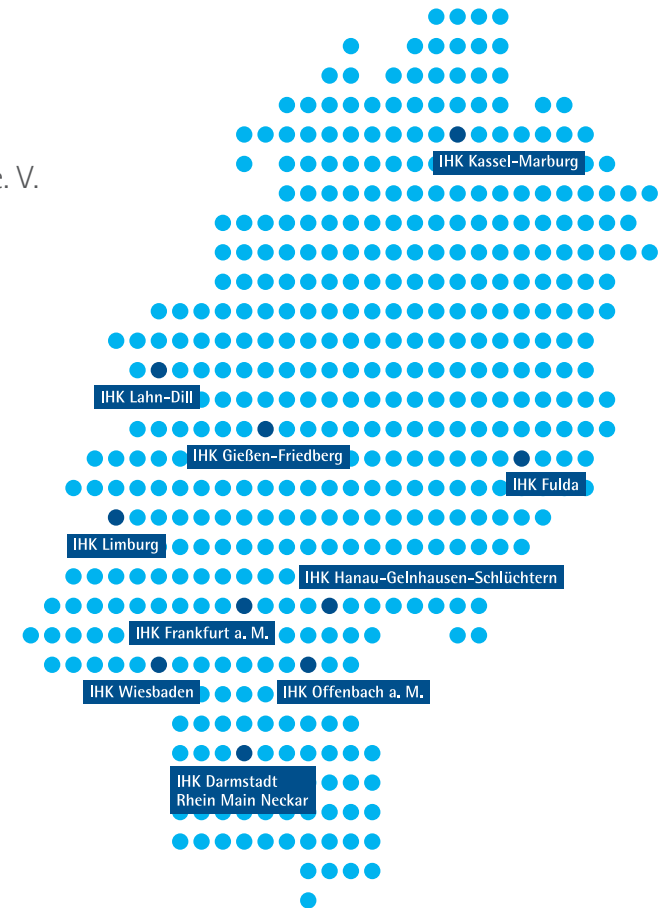 IHK Kassel-Marburg
e. V.
IHK Lahn-Dill
IHK Gießen-Friedberg
IHK Fulda
IHK Limburg
IHK Hanau-Gelnhausen-Schlüchtern
IHK Frankfurt a. M.
IHK Wiesbaden
IHK Offenbach a. M.
IHK Darmstadt
Rhein Main Neckar